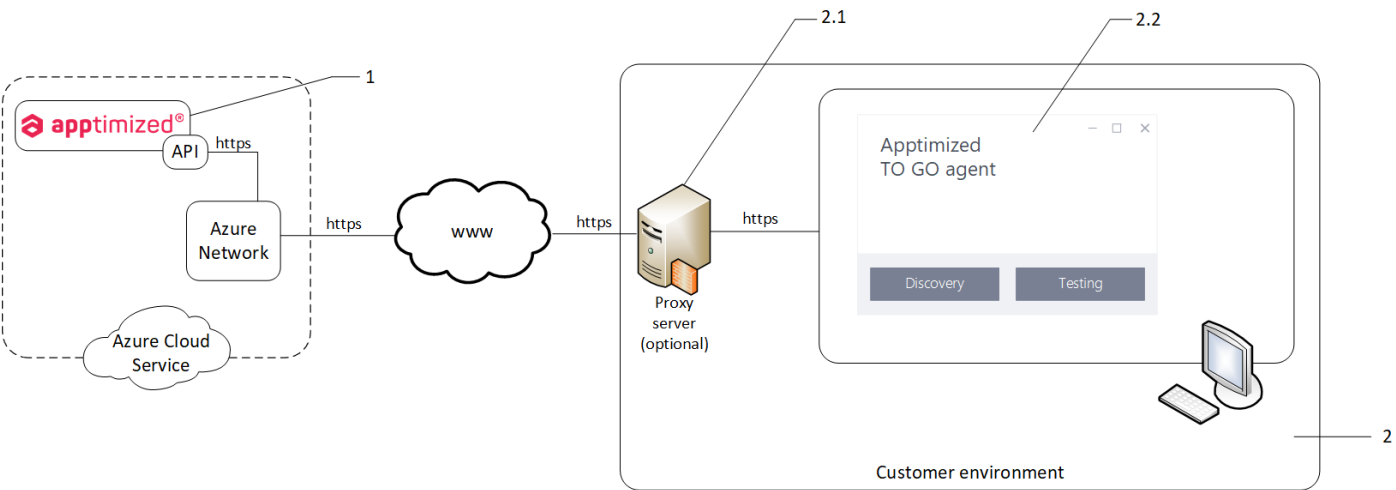 2.1
2.2
1
apptimized®
API
https
Azure
Network
https
www
https
https
Proxy
server
(optional)
Apptimized
TO GO agent
Discovery
Testing
Azure Cloud
Service
2
Customer environment